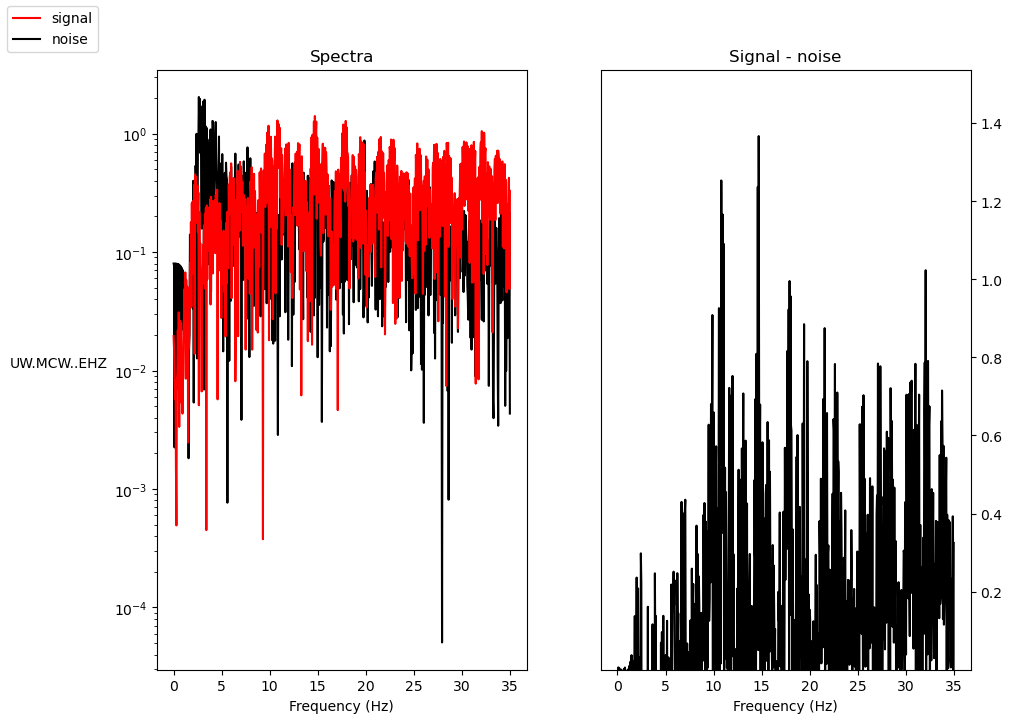 signal
noise
Spectra
Signal - noise
UW.MCW..EHZ
10⁰
10⁻¹
10⁻²
10⁻³
10⁻⁴
0 5 10 15 20 25 30 35
Frequency (Hz)
1.4
1.2
1.0
0.8
0.6
0.4
0.2
0 5 10 15 20 25 30 35
Frequency (Hz)